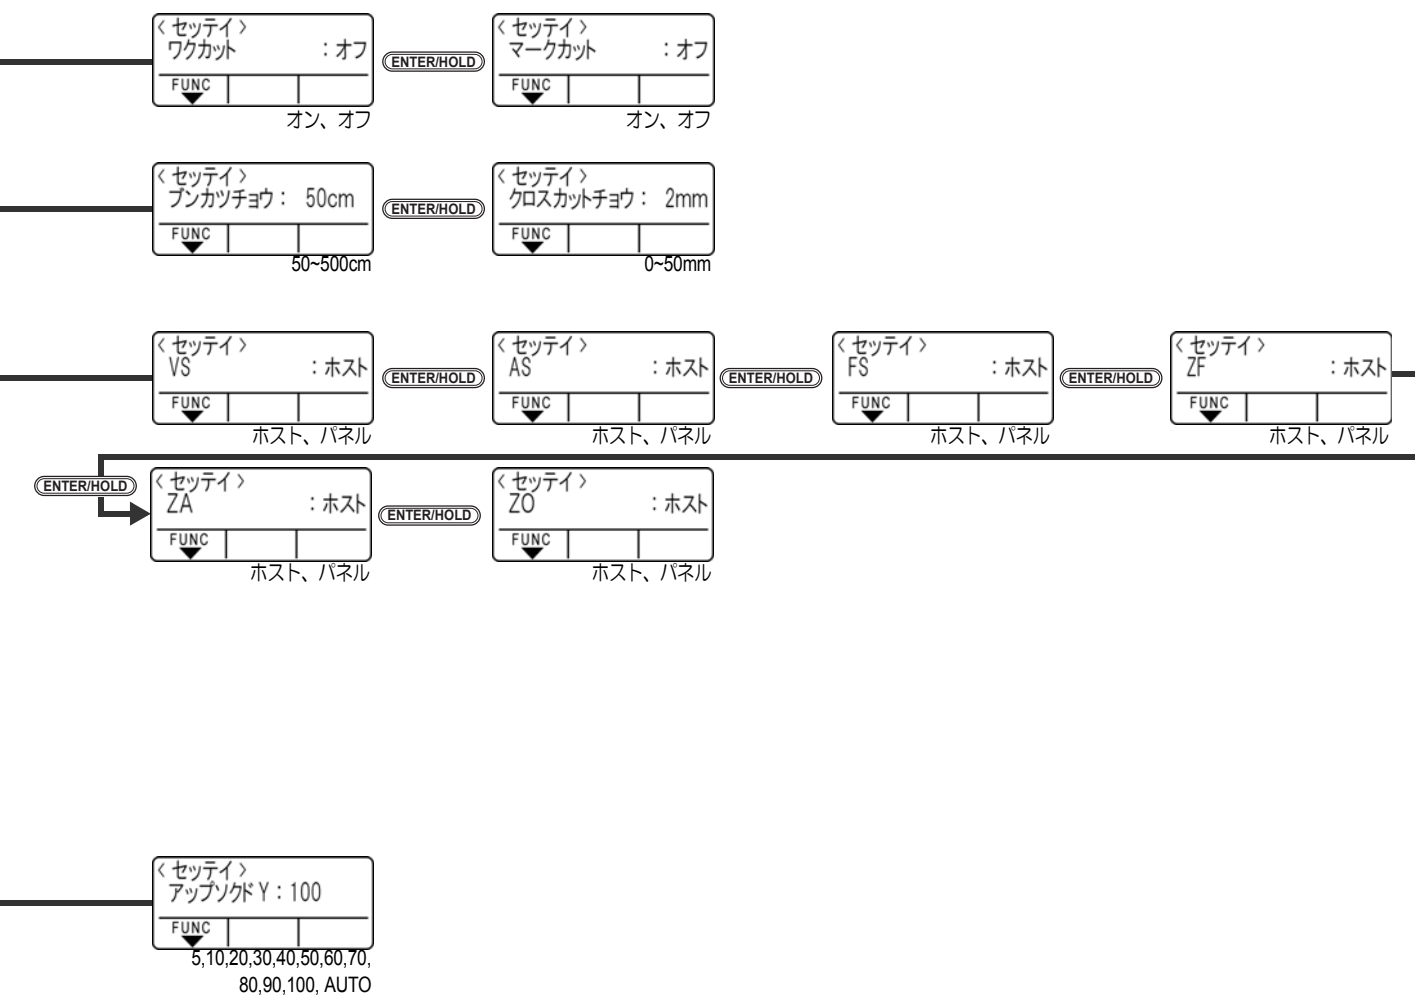 < セッテイ >
ワクカット : オフ
FUNC
オン、オフ
ENTER/HOLD
< セッテイ >
マークカット : オフ
FUNC
オン、オフ
< セッテイ >
ブンカツチョウ : 50cm
FUNC
50~500cm
ENTER/HOLD
< セッテイ >
クロスカットチョウ : 2mm
FUNC
0~50mm
< セッテイ >
VS : ホスト
FUNC
ホスト、パネル
ENTER/HOLD
< セッテイ >
AS : ホスト
FUNC
ホスト、パネル
ENTER/HOLD
< セッテイ >
FS : ホスト
FUNC
ホスト、パネル
ENTER/HOLD
< セッテイ >
ZF : ホスト
FUNC
ホスト、パネル
ENTER/HOLD
< セッテイ >
ZA : ホスト
FUNC
ホスト、パネル
ENTER/HOLD
< セッテイ >
ZO : ホスト
FUNC
ホスト、パネル
< セッテイ >
アップソクド Y : 100
FUNC
5,10,20,30,40,50,60,70,
80,90,100, AUTO